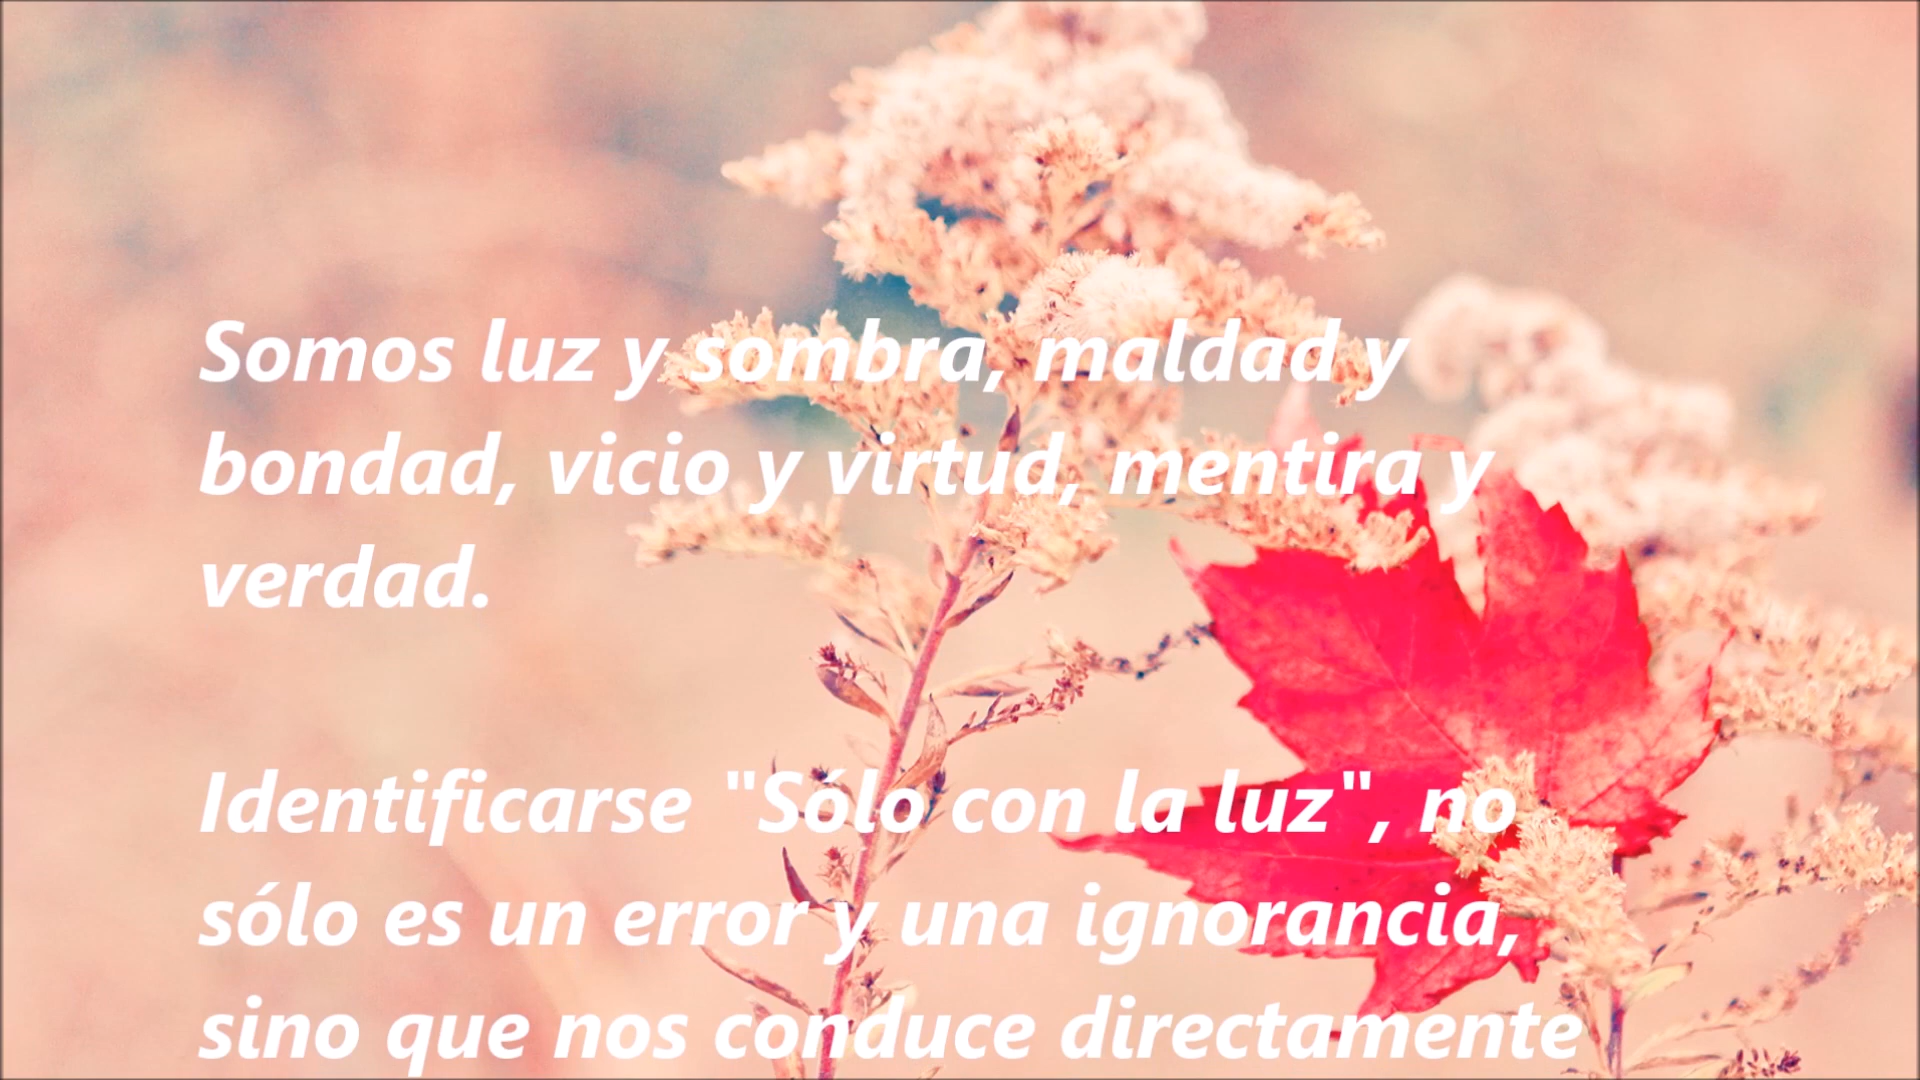 Somos luz y sombra, maldad y
bondad, vicio y virtud, mentira y
verdad.
Identificarse "Sólo con la luz", no
sólo es un error y una ignorancia,
sino que nos conduce directamente